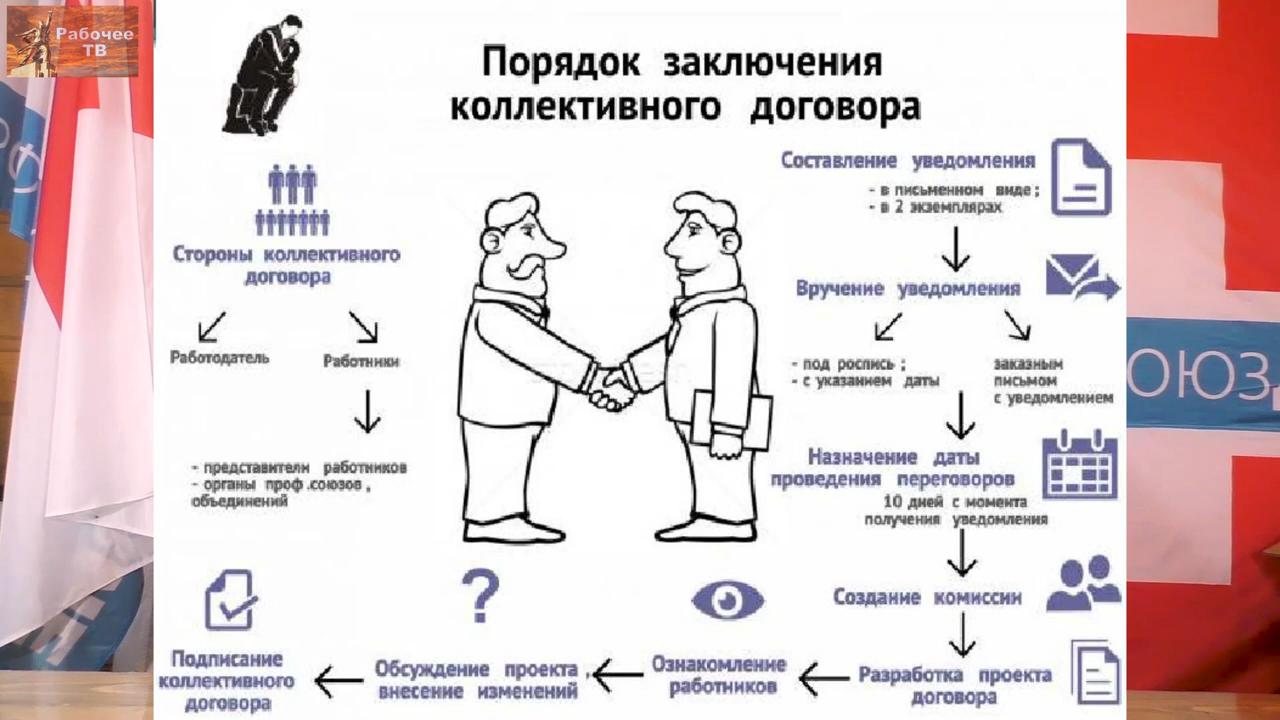 Рабочее
ТВ
Порядок заключения
коллективного договора
Стороны коллективного
договора
Работодатель
Работники
- представители работников
- органы проф.союзов,
объединений
Составление уведомления
- в письменном виде;
- в 2 экземплярах
Вручение уведомления
- под роспись;
- с указанием даты
заказным
письмом
с уведомлением
Назначение даты
проведения переговоров
10 дней с момента
получения уведомления
Создание комиссии
Разработка проекта
договора
Ознакомление
работников
Обсуждение проекта,
внесение изменений
Подписание
коллективного
договора
ОЮЗ